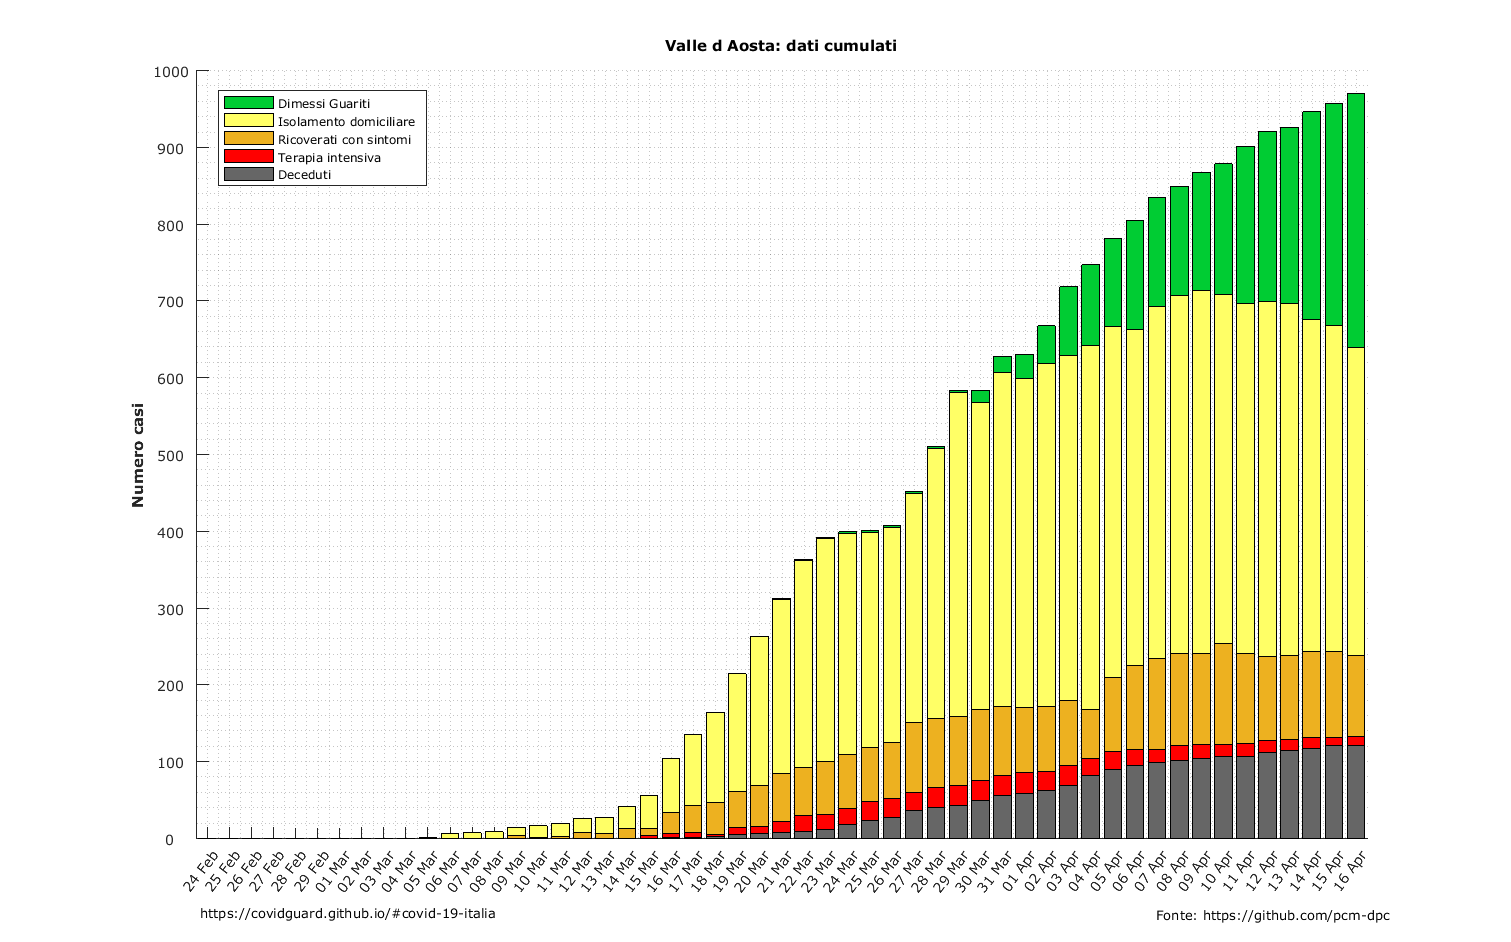 Valle d Aosta: dati cumulati
Numero casi
1000
900
800
700
600
500
400
300
200
100
0
Dimessi Guariti
Isolamento domiciliare
Ricoverati con sintomi
Terapia intensiva
Deceduti
24 Feb
25 Feb
26 Feb
27 Feb
28 Feb
29 Feb
01 Mar
02 Mar
03 Mar
04 Mar
05 Mar
06 Mar
07 Mar
08 Mar
09 Mar
10 Mar
11 Mar
12 Mar
13 Mar
14 Mar
15 Mar
16 Mar
17 Mar
18 Mar
19 Mar
20 Mar
21 Mar
22 Mar
23 Mar
24 Mar
25 Mar
26 Mar
27 Mar
28 Mar
29 Mar
30 Mar
31 Mar
01 Apr
02 Apr
03 Apr
04 Apr
05 Apr
06 Apr
07 Apr
08 Apr
09 Apr
10 Apr
11 Apr
12 Apr
13 Apr
14 Apr
15 Apr
16 Apr
https://covidguard.github.io/#covid-19-italia
Fonte: https://github.com/pcm-dpc